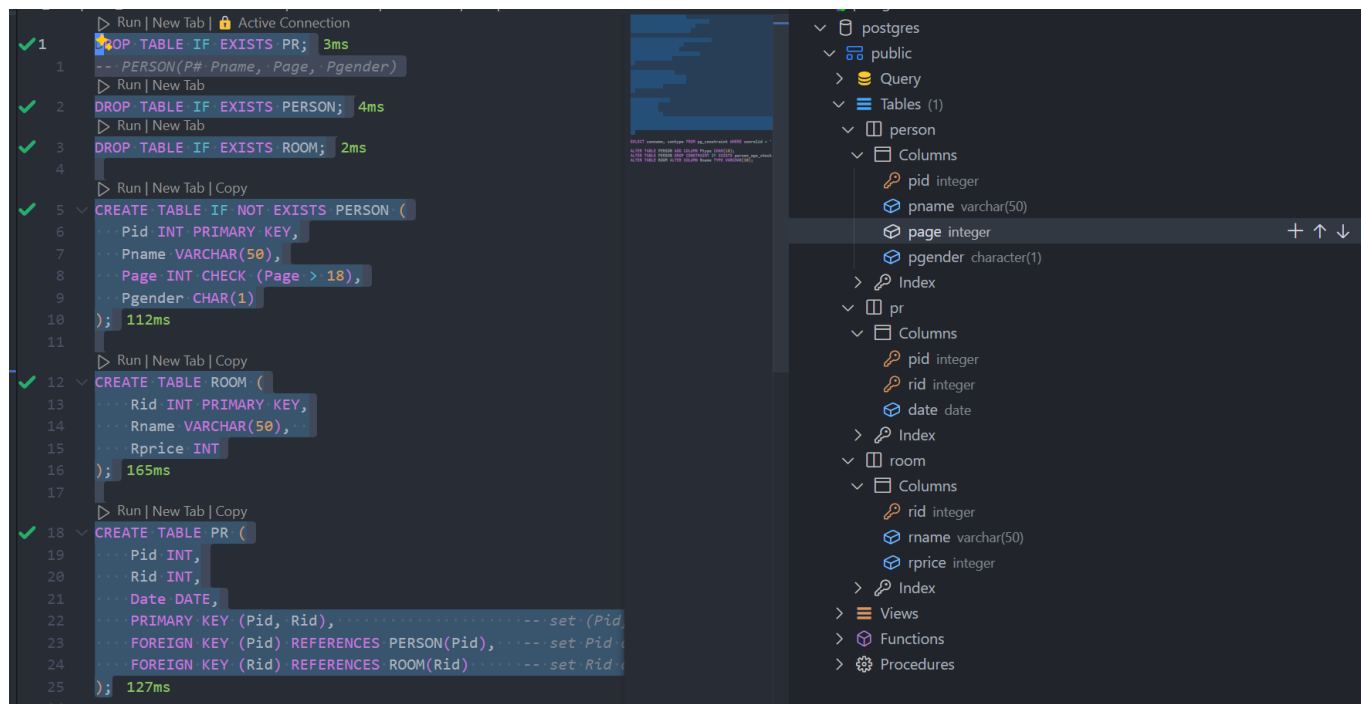 Run | New Tab | Active Connection
1 DROP TABLE IF EXISTS PR; 3ms
1 -- PERSON(P# Pname, Page, Pgender)
Run | New Tab
2 DROP TABLE IF EXISTS PERSON; 4ms
Run | New Tab
3 DROP TABLE IF EXISTS ROOM; 2ms
4
Run | New Tab | Copy
5 CREATE TABLE IF NOT EXISTS PERSON (
6 Pid INT PRIMARY KEY,
7 Pname VARCHAR(50),
8 Page INT CHECK (Page > 18),
9 Pgender CHAR(1)
10 ); 112ms
11
Run | New Tab | Copy
12 CREATE TABLE ROOM (
13 Rid INT PRIMARY KEY,
14 Rname VARCHAR(50),
15 Rprice INT
16 ); 165ms
17
Run | New Tab | Copy
18 CREATE TABLE PR (
19 Pid INT,
20 Rid INT,
21 Date DATE,
22 PRIMARY KEY (Pid, Rid), -- set (Pid
23 FOREIGN KEY (Pid) REFERENCES PERSON(Pid), -- set Pid
24 FOREIGN KEY (Rid) REFERENCES ROOM(Rid) -- set Rid
25 ); 127ms
postgres
public
Query
Tables (1)
person
Columns
pid integer
pname varchar(50)
page integer
pgender character(1)
Index
pr
Columns
pid integer
rid integer
date date
Index
room
Columns
rid integer
rname varchar(50)
rprice integer
Index
Views
Functions
Procedures